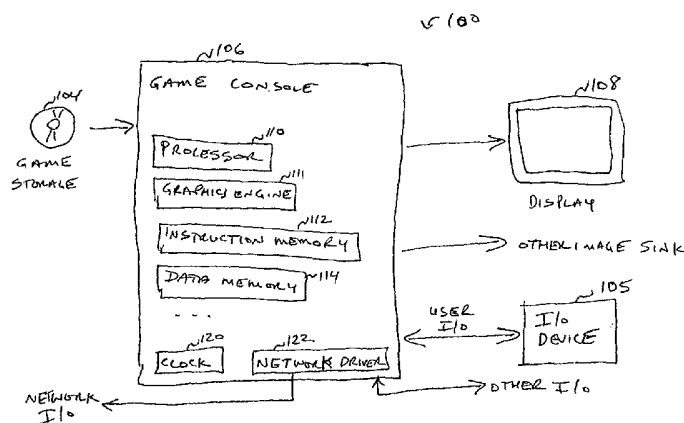 100
106
GAME CONSOLE
104
GAME
STORAGE
108
DISPLAY
110
PROCESSOR
111
GRAPHICS ENGINE
112
INSTRUCTION MEMORY
114
DATA MEMORY
...
OTHER IMAGE SINK
105
I/O
DEVICE
USER
I/O
120
CLOCK
122
NETWORK DRIVER
OTHER I/O
NETWORK
I/O